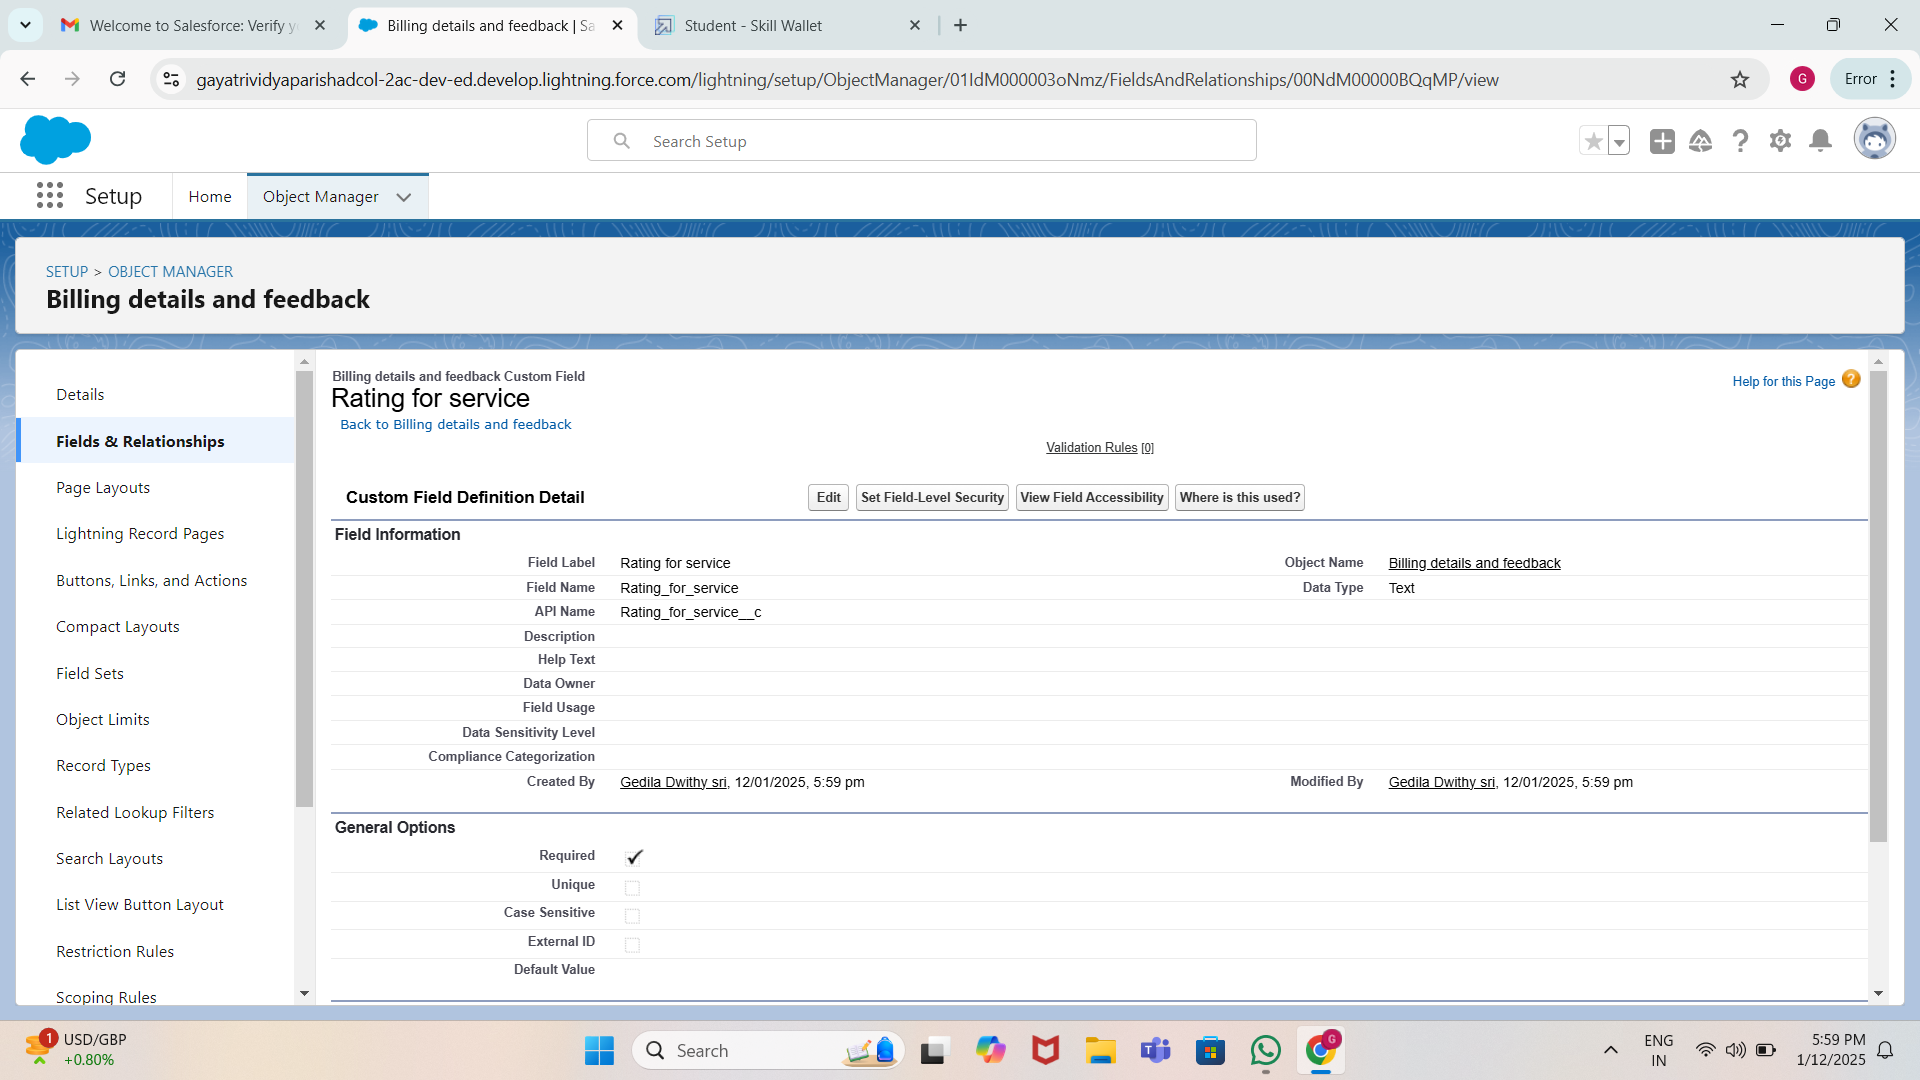 Welcome to Salesforce: Verify y
Billing details and feedback | Sa
Student - Skill Wallet
gayatrividyaparishadcol-2ac-dev-ed.develop.lightning.force.com/lightning/setup/ObjectManager/01IdM000003oNmz/FieldsAndRelationships/00NdM00000BQqMP/view
G
Error
Search Setup
Setup
Home
Object Manager
SETUP > OBJECT MANAGER
Billing details and feedback
Details
Fields & Relationships
Page Layouts
Lightning Record Pages
Buttons, Links, and Actions
Compact Layouts
Field Sets
Object Limits
Record Types
Related Lookup Filters
Search Layouts
List View Button Layout
Restriction Rules
Scoping Rules
Billing details and feedback Custom Field
Rating for service
Back to Billing details and feedback
Help for this Page ?
Validation Rules [0]
Custom Field Definition Detail
Edit
Set Field-Level Security
View Field Accessibility
Where is this used?
Field Information
Field Label Rating for service
Object Name Billing details and feedback
Field Name Rating_for_service
Data Type Text
API Name Rating_for_service__c
Description
Help Text
Data Owner
Field Usage
Data Sensitivity Level
Compliance Categorization
Created By Gedila Dwithy sri, 12/01/2025, 5:59 pm
Modified By Gedila Dwithy sri, 12/01/2025, 5:59 pm
General Options
Required
Unique
Case Sensitive
External ID
Default Value
1
USD/GBP
+0.80%
Search
G
ENG
IN
5:59 PM
1/12/2025